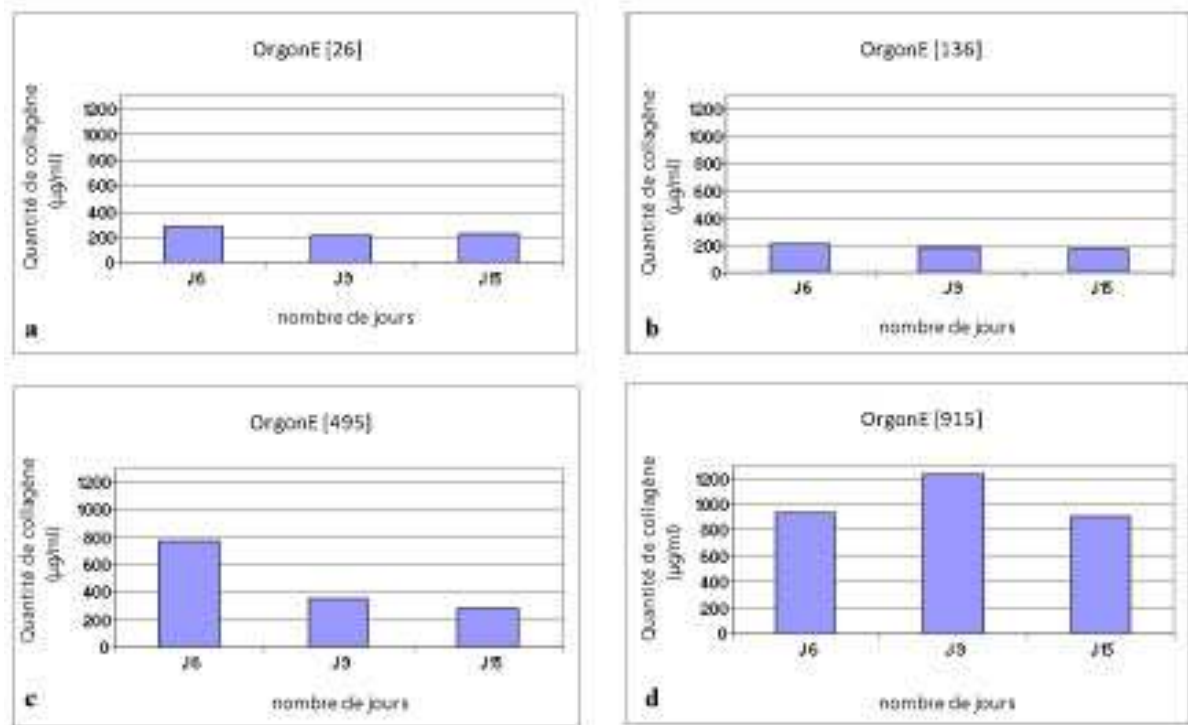 OrgonE [26]
Quantité de collagène
(µg/ml)
1200
1000
800
600
400
200
0
J6 J9 J15
nombre de jours
a
OrgonE [136]
Quantité de collagène
(µg/ml)
1200
1000
800
600
400
200
0
J6 J9 J15
nombre de jours
b
OrgonE [495]
Quantité de collagène
(µg/ml)
1200
1000
800
600
400
200
0
J6 J9 J15
nombre de jours
c
OrgonE [915]
Quantité de collagène
(µg/ml)
1200
1000
800
600
400
200
0
J6 J9 J15
nombre de jours
d